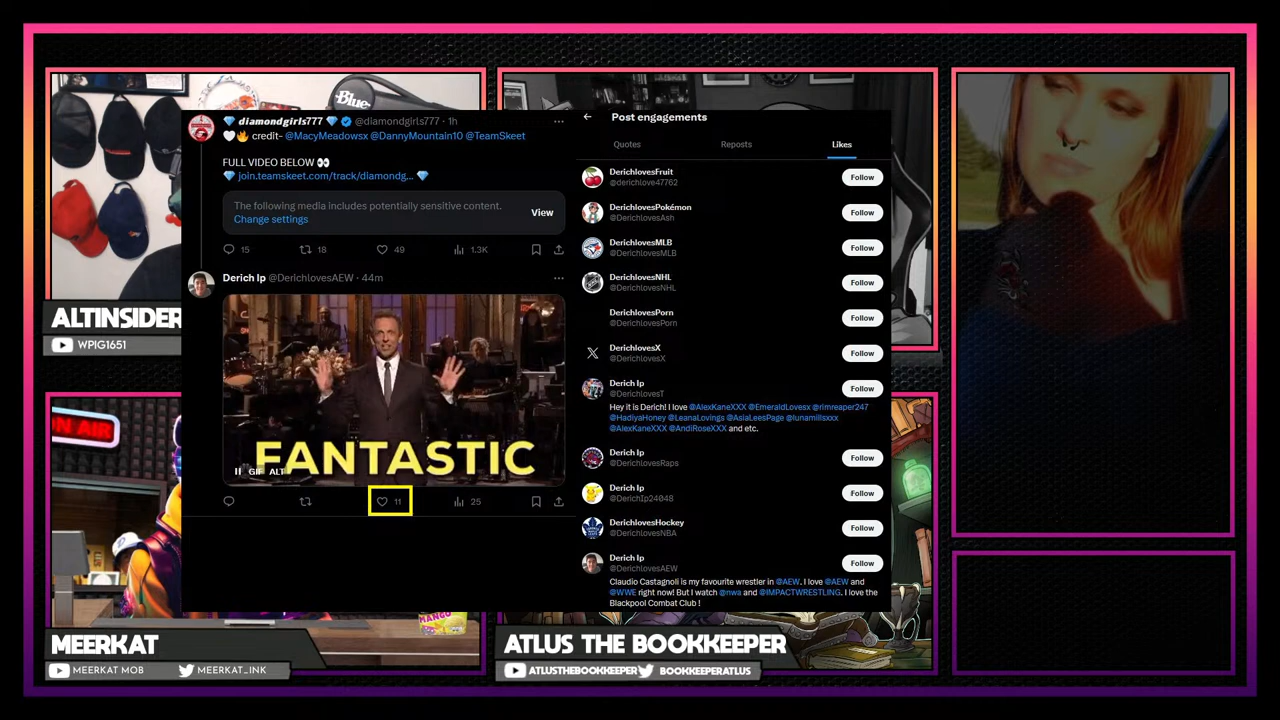 Blue
diamondgirls777 @diamondgirls777 · 1h
credit- @MacyMeadowsx @DannyMountain10 @TeamSkeet
FULL VIDEO BELOW
join.teamskeet.com/track/diamondg...
The following media includes potentially sensitive content.
Change settings
View
15 18 49 1.3K
Derich Ip @DerichlovesAEW · 44m
FANTASTIC
GIF ALT
11 25
Post engagements
Quotes Reposts Likes
DerichlovesFruit
@derichlove47762
Follow
DerichlovesPokémon
@DerichlovesAsh
Follow
DerichlovesMLB
@DerichlovesMLB
Follow
DerichlovesNHL
@DerichlovesNHL
Follow
DerichlovesPorn
@DerichlovesPorn
Follow
DerichlovesX
@DerichlovesX
Follow
Derich Ip
@DerichlovesT
Follow
Hey it is Derich! I love @AlexKaneXXX @EmeraldLovesx @rimreaper247
@HadiyaHoney @LeanaLovings @AsiaLeesPage @lunamillsxxx
@AlexKaneXXX @AndiRoseXXX and etc.
Derich Ip
@DerichlovesRaps
Follow
Derich Ip
@DerichIp24048
Follow
DerichlovesHockey
@DerichlovesNBA
Follow
Derich Ip
@DerichlovesAEW
Follow
Claudio Castagnoli is my favourite wrestler in @AEW. I love @AEW and
@WWE right now! But I watch @nwa and @IMPACTWRESTLING. I love the
Blackpool Combat Club !
ALTINSIDER
WPIG1651
ON AIR
MANGO
MEERKAT
MEERKAT MOB MEERKAT_INK
ATLUS THE BOOKKEEPER
ATLUSTHEBOOKKEEPER BOOKKEEPERATLUS